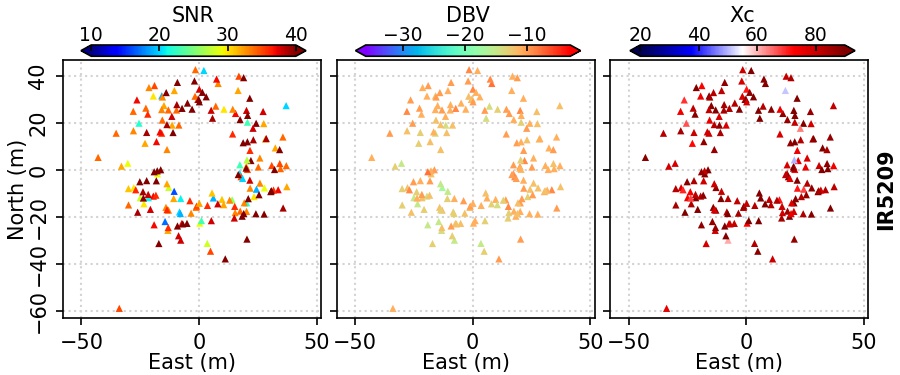 SNR DBV Xc
10 20 30 40 −30 −20 −10 20 40 60 80
40
20
0
−20
−40
−60
North (m)
IR5209
−50 0 50 −50 0 50 −50 0 50
East (m) East (m) East (m)